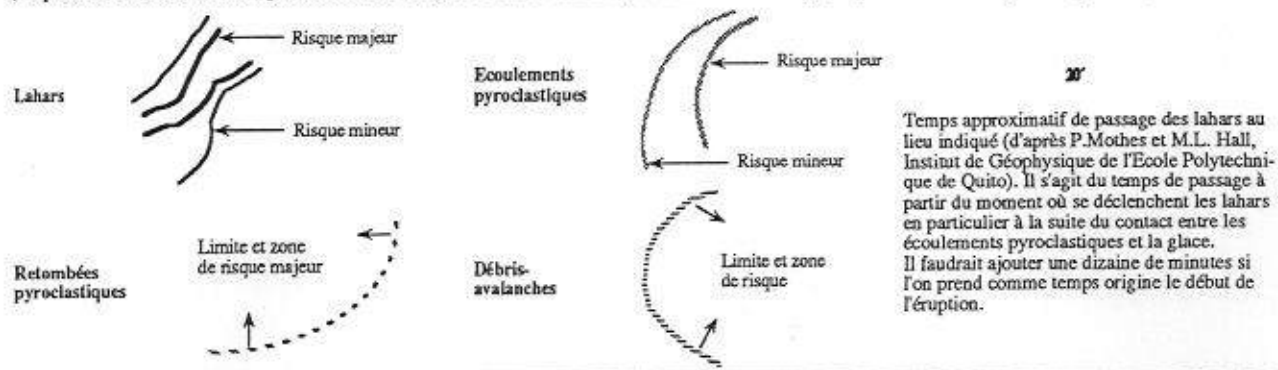 Lahars
Risque majeur
Risque mineur
Ecoulements
pyroclastiques
Risque majeur
Risque mineur
Retombées
pyroclastiques
Limite et zone
de risque majeur
Débris-
avalanches
Limite et zone
de risque
Temps approximatif de passage des lahars au
lieu indiqué (d'après P.Mothes et M.L. Hall,
Institut de Géophysique de l'Ecole Polytechni-
que de Quito). Il s'agit du temps de passage à
partir du moment où se déclenchent les lahars
en particulier à la suite du contact entre les
écoulements pyroclastiques et la glace.
Il faudrait ajouter une dizaine de minutes si
l'on prend comme temps origine le début de
l'éruption.